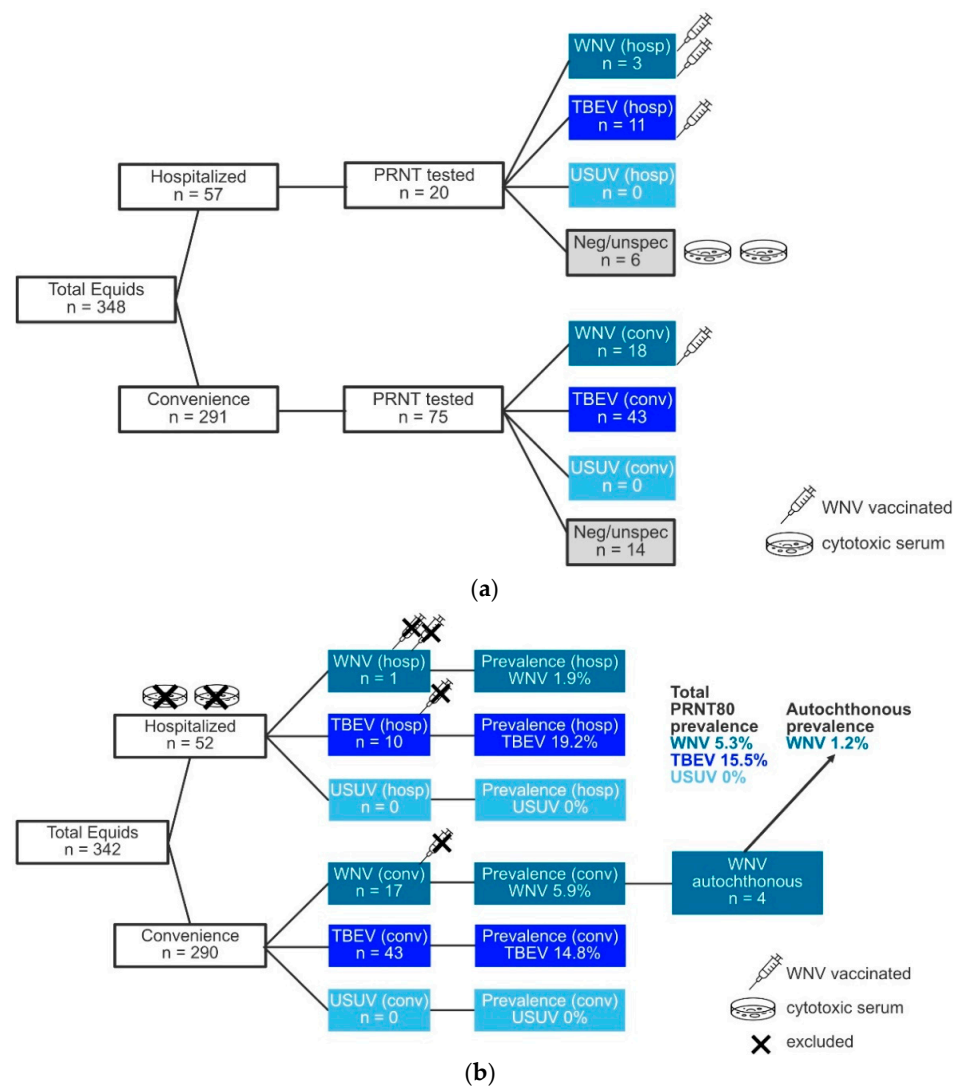 WNV (hosp)
n = 3
TBEV (hosp)
n = 11
Hospitalized
n = 57
PRNT tested
n = 20
USUV (hosp)
n = 0
Neg/unspec
n = 6
Total Equids
n = 348
WNV (conv)
n = 18
Convenience
n = 291
PRNT tested
n = 75
TBEV (conv)
n = 43
USUV (conv)
n = 0
Neg/unspec
n = 14
WNV vaccinated
cytotoxic serum
(a)
WNV (hosp)
n = 1
Prevalence (hosp)
WNV 1.9%
Hospitalized
n = 52
TBEV (hosp)
n = 10
Prevalence (hosp)
TBEV 19.2%
USUV (hosp)
n = 0
Prevalence (hosp)
USUV 0%
Total
PRNT80
prevalence
WNV 5.3%
TBEV 15.5%
USUV 0%
Autochthonous
prevalence
WNV 1.2%
Total Equids
n = 342
WNV (conv)
n = 17
Prevalence (conv)
WNV 5.9%
WNV
autochthonous
n = 4
Convenience
n = 290
TBEV (conv)
n = 43
Prevalence (conv)
TBEV 14.8%
USUV (conv)
n = 0
Prevalence (conv)
USUV 0%
WNV vaccinated
cytotoxic serum
excluded
(b)